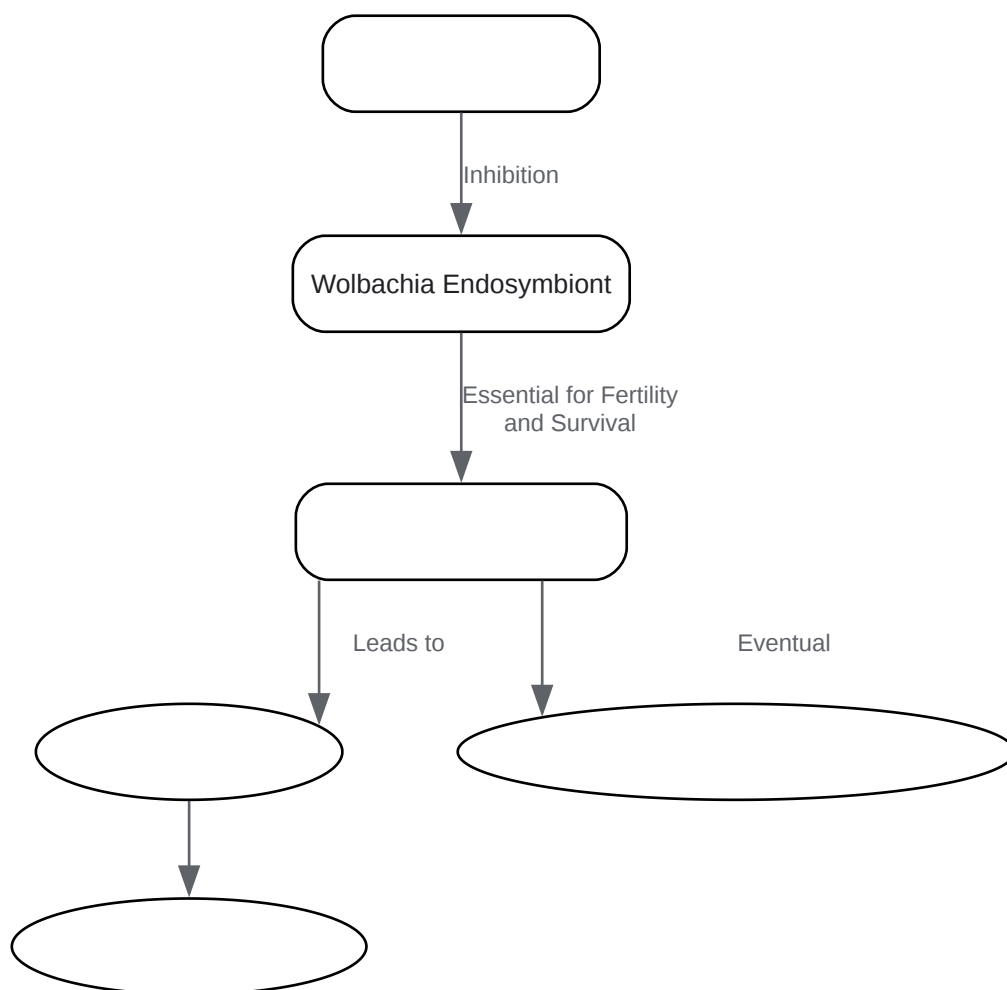 Inhibition
Wolbachia Endosymbiont
Essential for Fertility
and Survival
Leads to
Eventual